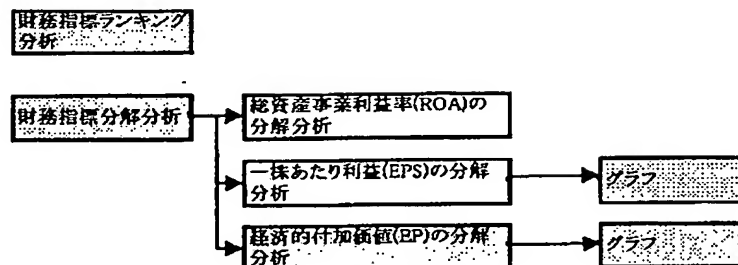 財務指標ランキング
分析
財務指標分解分析
総資産事業利益率(ROA)の
分解分析
一株あたり利益(EPS)の分解
分析
グラフ
経済的付加価値(EP)の分解
分析
グラフ